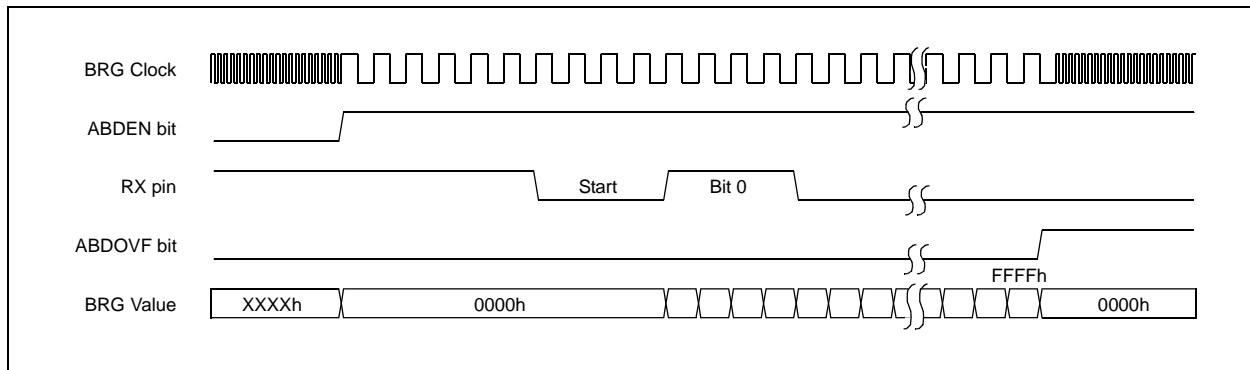 BRG Clock
ABDEN bit
RX pin Start Bit 0
ABDOVF bit
FFFFh
BRG Value XXXXh 0000h 0000h